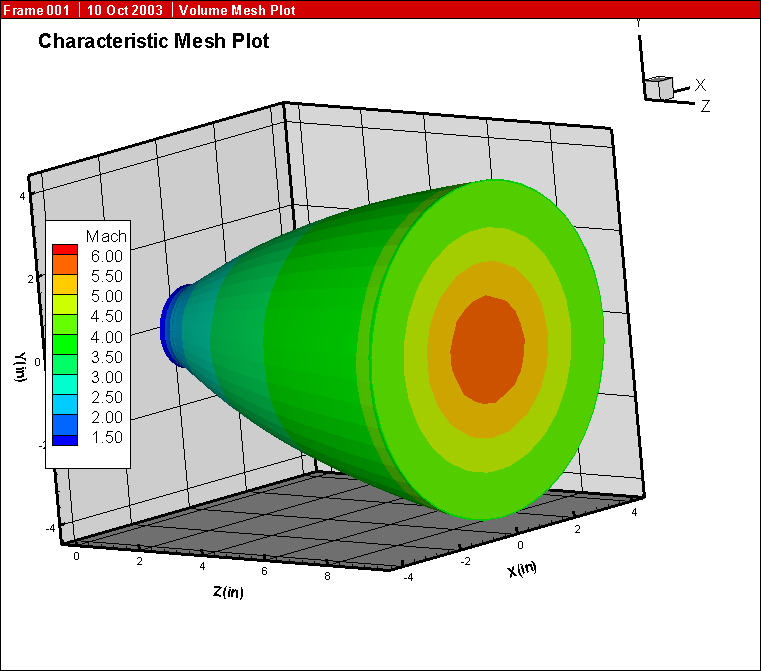 Frame 001 | 10 Oct 2003 | Volume Mesh Plot
Characteristic Mesh Plot
Y
X
Z
4
2
0
-2
-4
Y(in)
Mach
6.00
5.50
5.00
4.50
4.00
3.50
3.00
2.50
2.00
1.50
0
2
4
6
8
Z(in)
-4
-2
0
2
4
X(in)